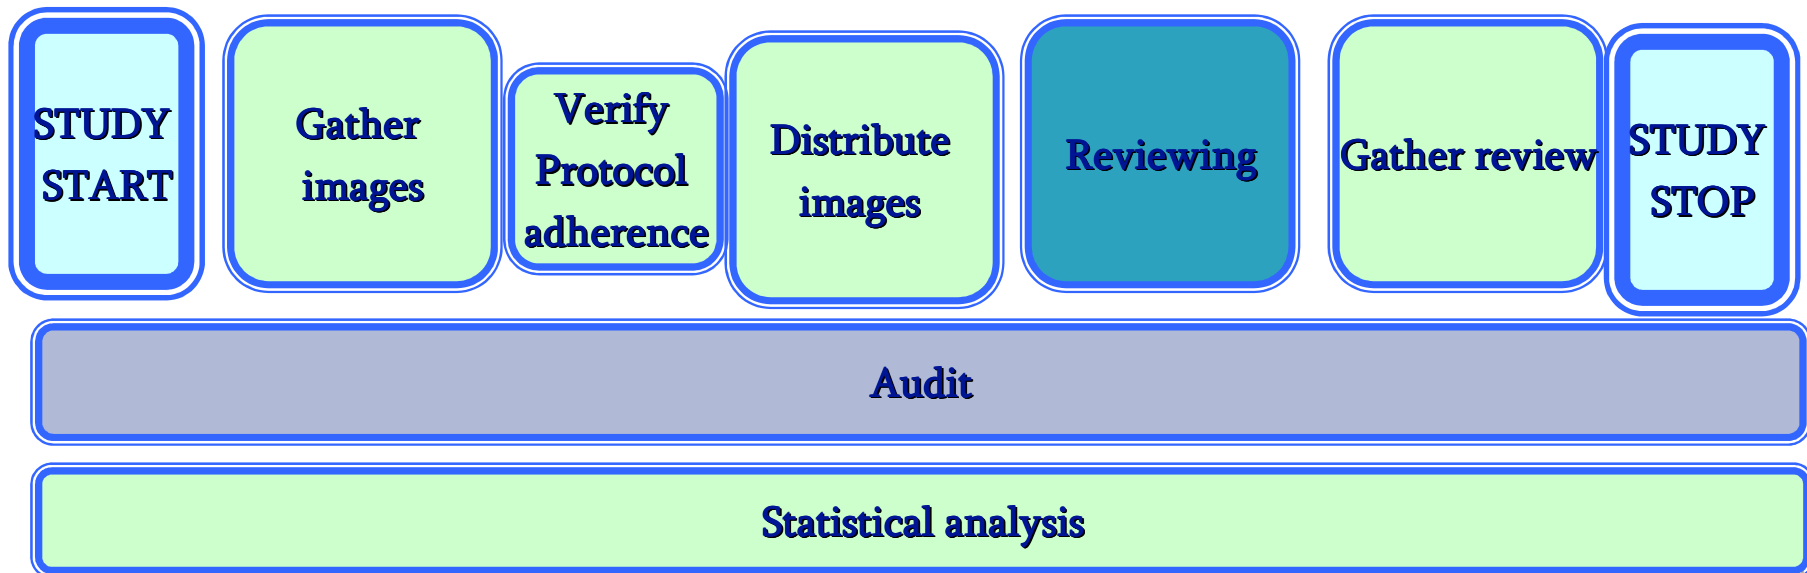 STUDY
START
Gather
images
Verify
Protocol
adherence
Distribute
images
Reviewing
Gather review
STUDY
STOP
Audit
Statistical analysis